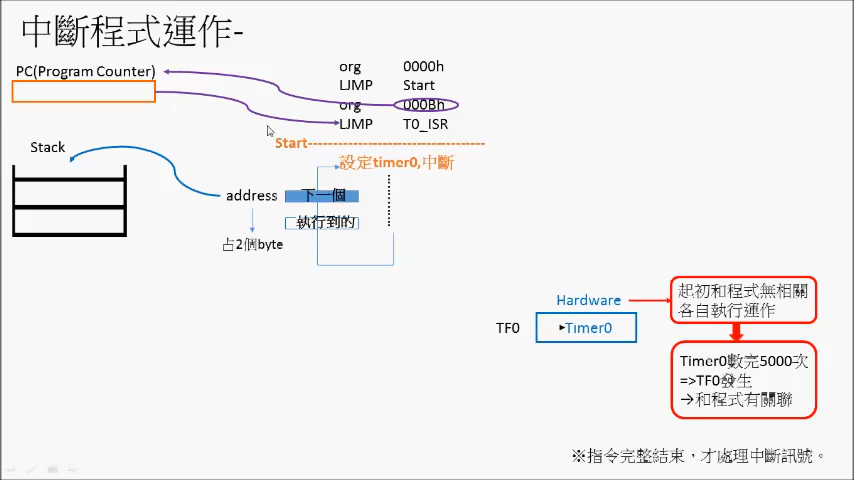 中斷程式運作-
PC(Program Counter)
org 0000h
LJMP Start
org 000Bh
LJMP T0_ISR
Start
設定timer0,中斷
Stack
address 下一個
執行到的
占2個byte
Hardware
TF0 Timer0
起初和程式無相關
各自執行運作
Timer0數完5000次
=>TF0發生
→和程式有關聯
※指令完整結束，才處理中斷訊號。